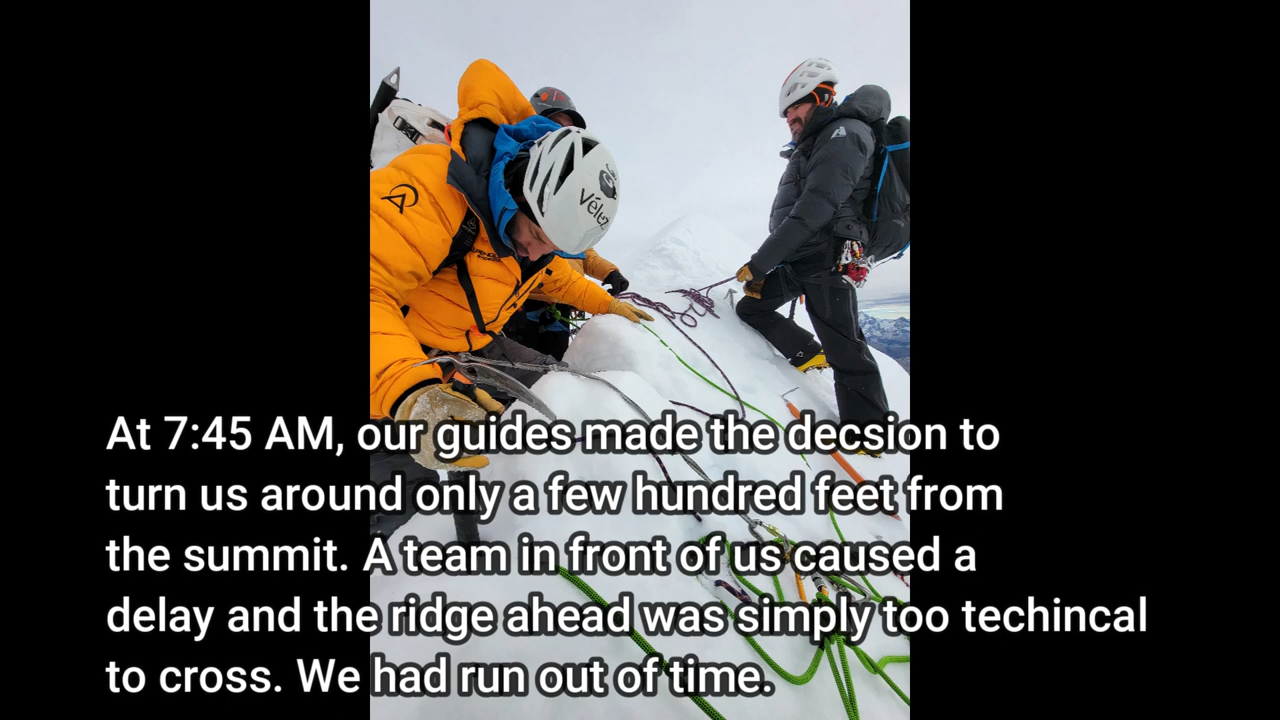 Vélez
At 7:45 AM, our guides made the decsion to
turn us around only a few hundred feet from
the summit. A team in front of us caused a
delay and the ridge ahead was simply too techincal
to cross. We had run out of time.